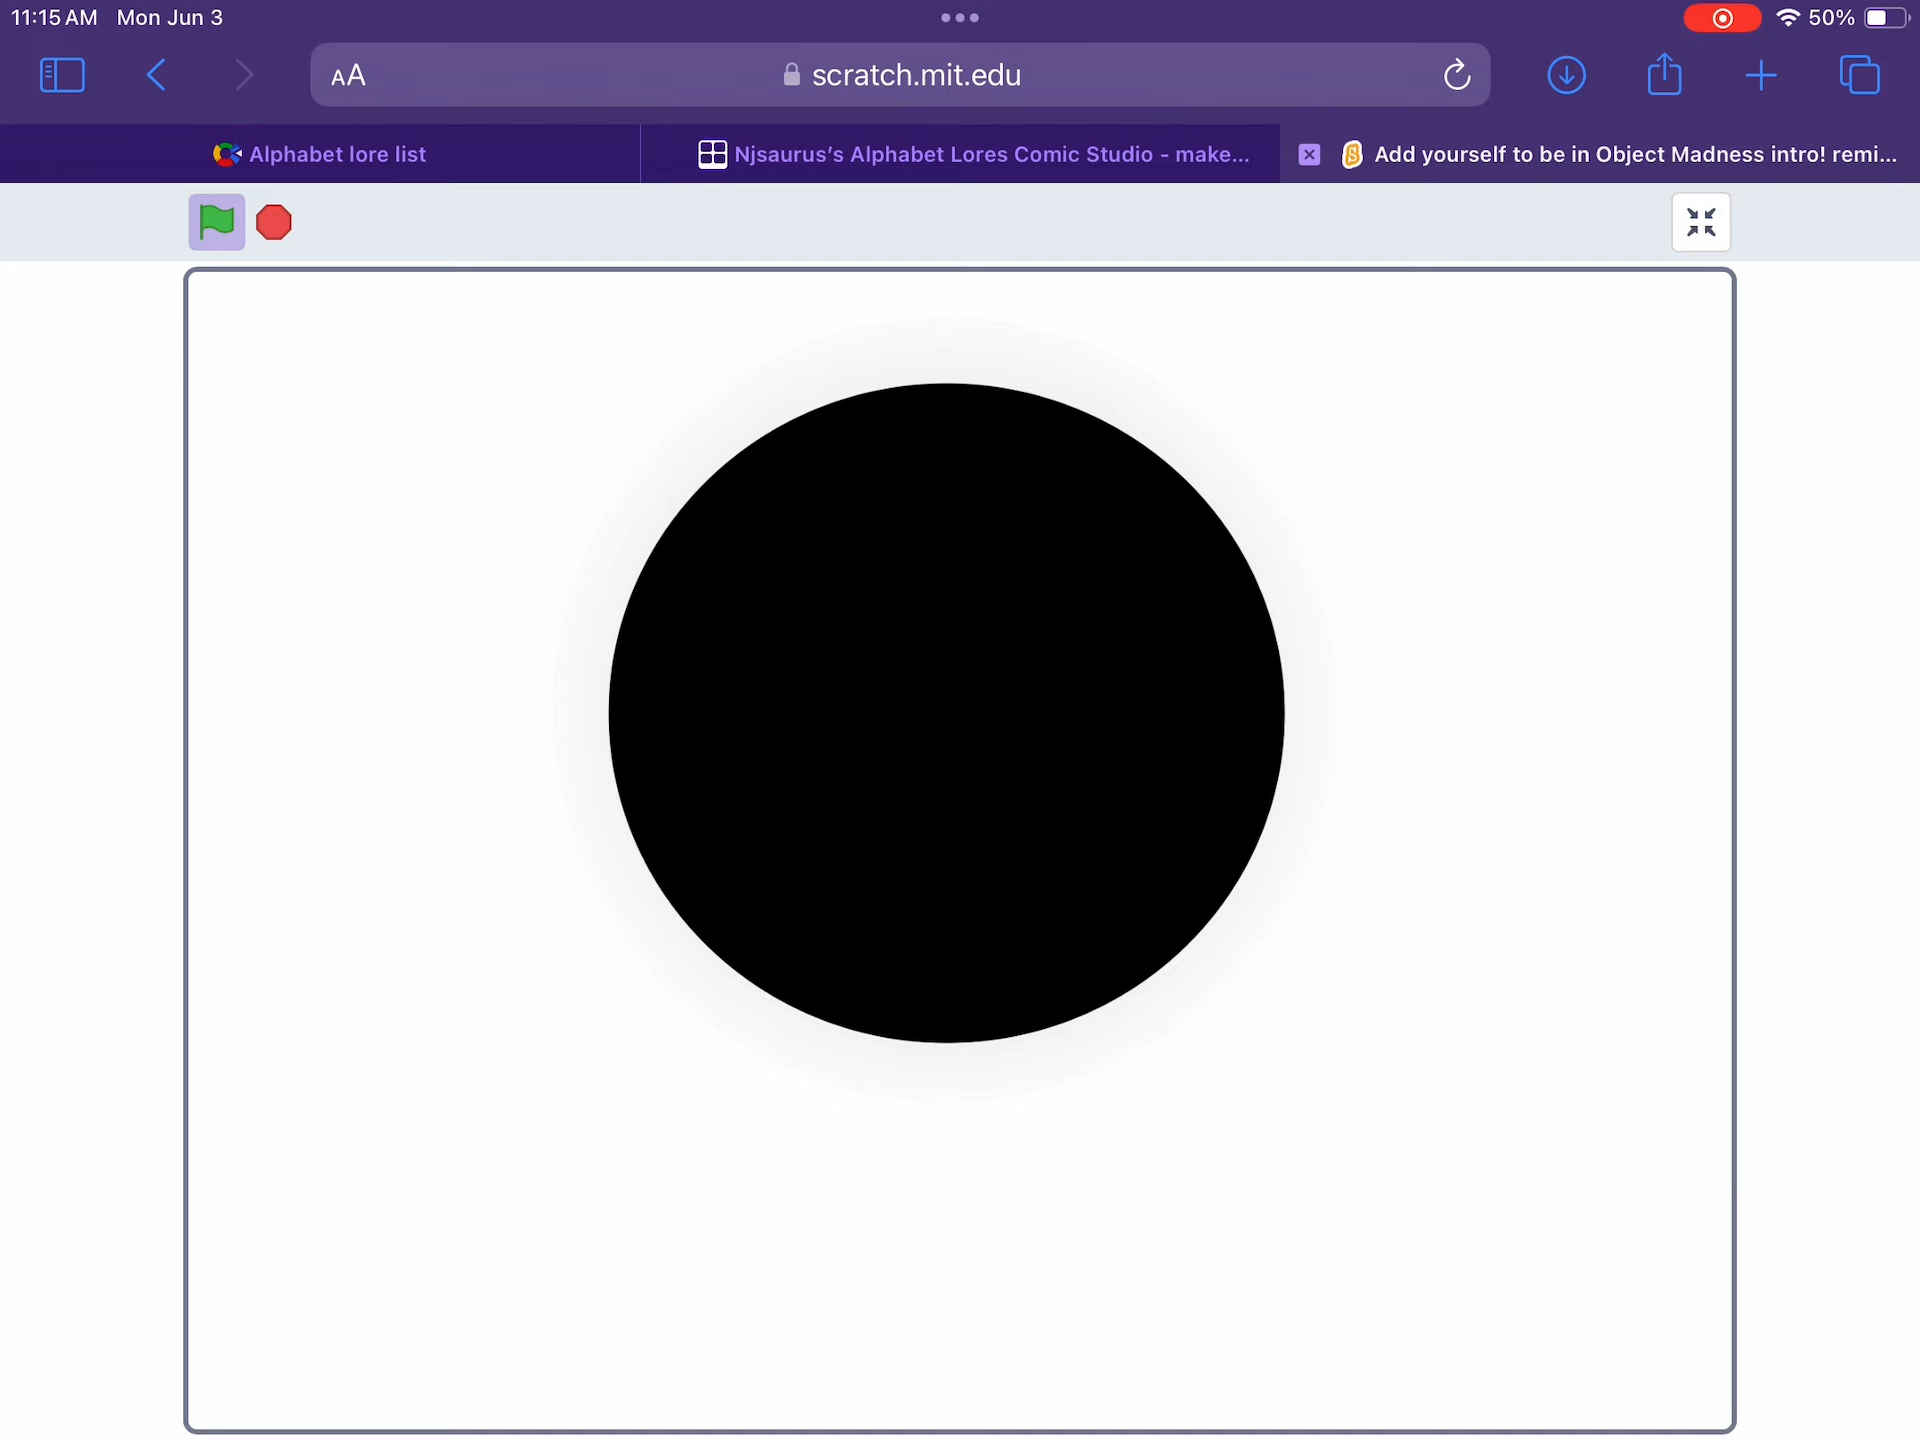 11:15 AM Mon Jun 3
50%
AA
scratch.mit.edu
Alphabet lore list
Njsaurus’s Alphabet Lores Comic Studio - make...
Add yourself to be in Object Madness intro! remi...